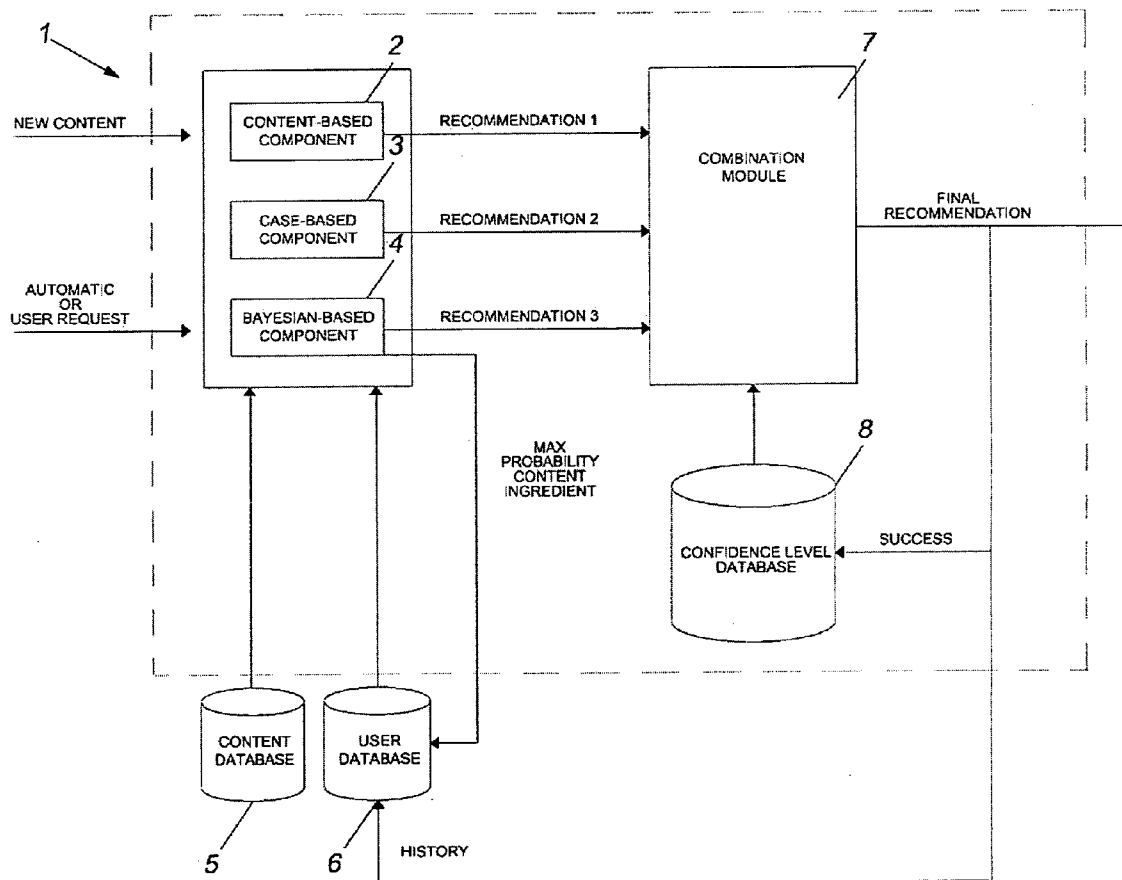 1
2
7
NEW CONTENT
CONTENT-BASED
COMPONENT
RECOMMENDATION 1
3
COMBINATION
MODULE
CASE-BASED
COMPONENT
RECOMMENDATION 2
FINAL
RECOMMENDATION
4
AUTOMATIC
OR
USER REQUEST
BAYESIAN-BASED
COMPONENT
RECOMMENDATION 3
MAX
PROBABILITY
CONTENT
INGREDIENT
8
CONFIDENCE LEVEL
DATABASE
SUCCESS
CONTENT
DATABASE
USER
DATABASE
5
6
HISTORY